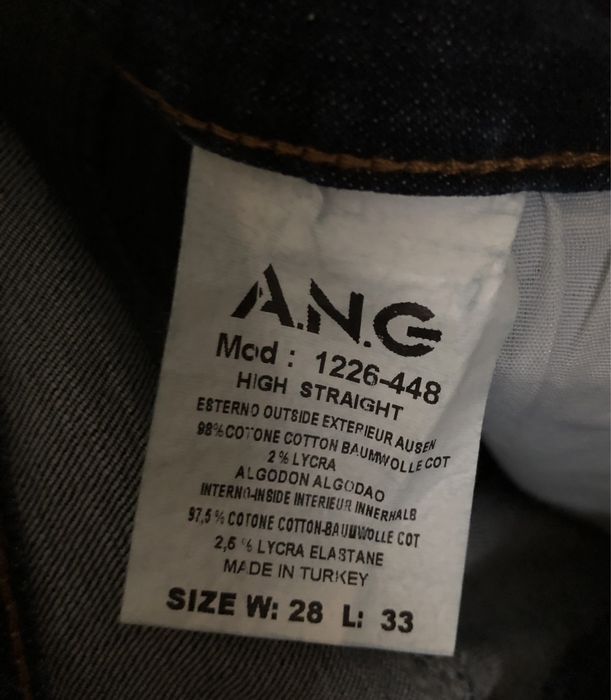 A.N.G
Mod : 1226-448
HIGH STRAIGHT
ESTERNO OUTSIDE EXTERIEUR AUSEN
98%COTONE COTTON BAUMWOLLE COT
2 % LYCRA
ALGODON ALGODAO
INTERNO-INSIDE INTERIEUR INNERHALB
97,5 % COTONE COTTON-BAUMWOLLE COT
2,5 % LYCRA ELASTANE
MADE IN TURKEY
SIZE W: 28 L: 33